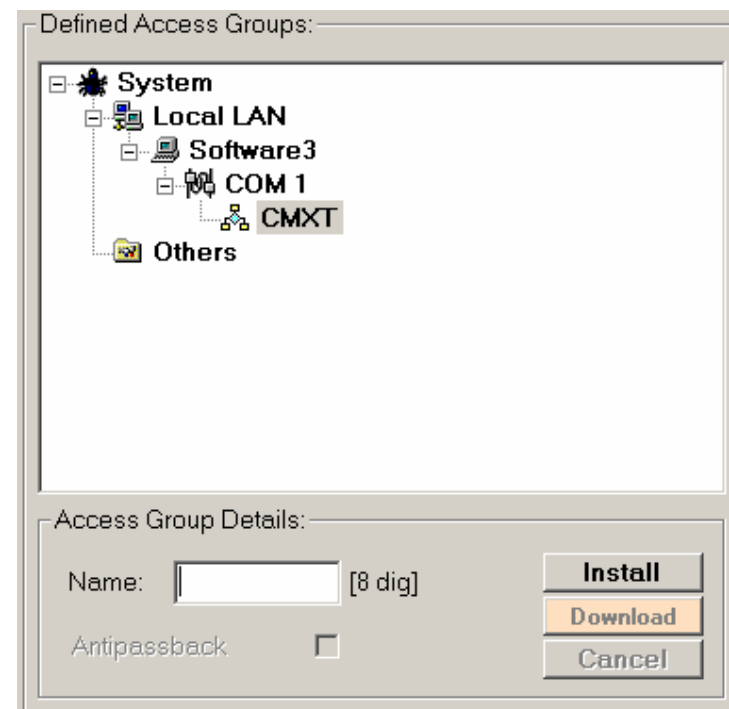 Defined Access Groups:
System
Local LAN
Software3
COM 1
CMXT
Others
Access Group Details:
Name: [8 dig]
Install
Download
Antipassback
Cancel